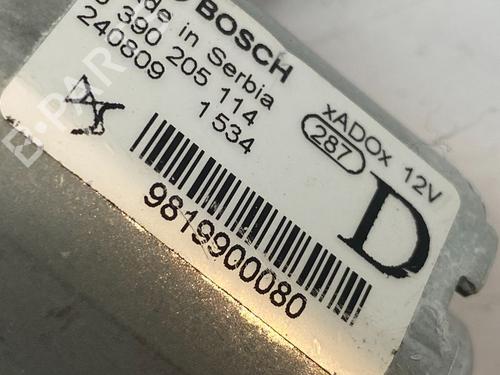 BOSCH
de in Serbia
390 205 114
240809
1534
xADOx 12V
287
D
9819900080